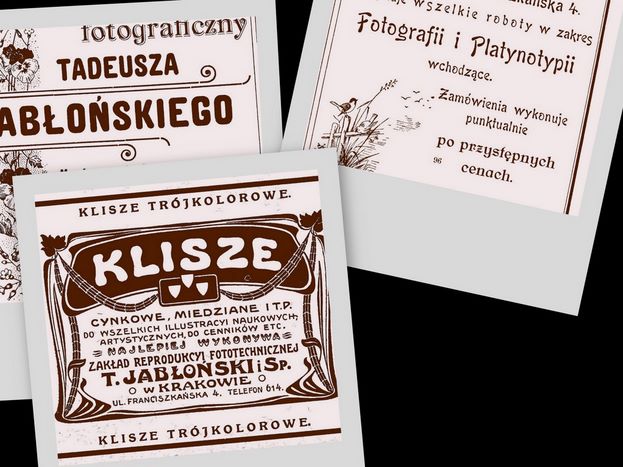 fotograficzny
TADEUSZA
ABŁOŃSKIEGO
4.
wszelkie roboty w zakres
Fotografii i Platynotypii
wchodzące.
Zamówienia wykonuje
punktualnie
po przystępnych
96
cenach.
KLISZE TRÓJKOLOROWE.
KLISZE
CYNKOWE, MIEDZIANE I T.P.
DO WSZELKICH ILLUSTRACYI NAUKOWYCH,
ARTYSTYCZNYCH, DO CENNIKÓW ETC.
NAJLEPIEJ WYKONYWA
ZAKŁAD REPRODUKCYI FOTOTECHNICZNEJ
T. JABŁOŃSKI i Sp.
W KRAKOWIE
UL. FRANCISZKAŃSKA 4. TELEFON 614.
KLISZE TRÓJKOLOROWE.